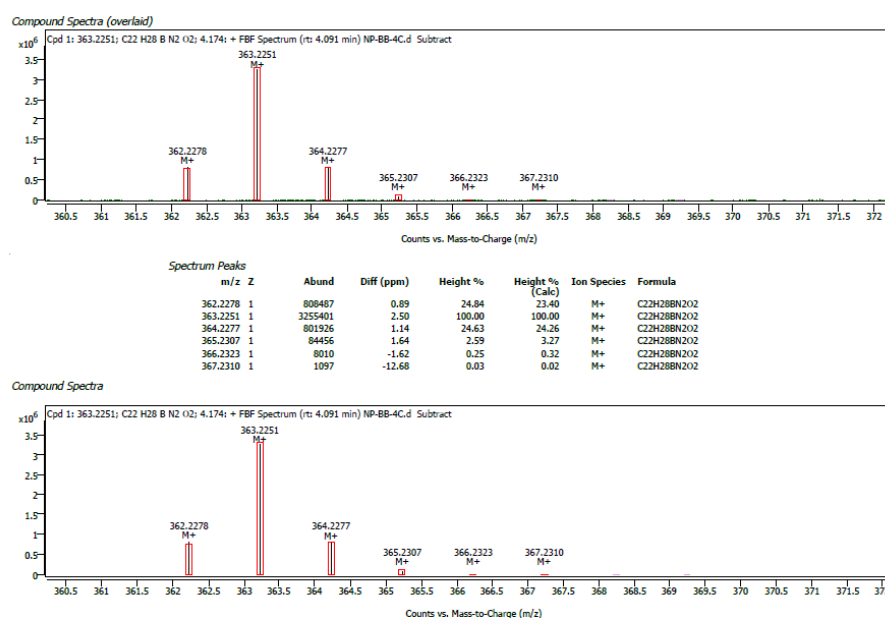 Compound Spectra (overlaid)
x10⁶ Cpd 1: 363.2251; C22 H28 B N2 O2; 4.174: + FBF Spectrum (rt: 4.091 min) NP-BB-4C.d Subtract
3.5
363.2251
M+
3
2.5
2
1.5
1
362.2278
M+
364.2277
M+
0.5
365.2307
M+
366.2323
M+
367.2310
M+
0
360.5 361 361.5 362 362.5 363 363.5 364 364.5 365 365.5 366 366.5 367 367.5 368 368.5 369 369.5 370 370.5 371 371.5 372
Counts vs. Mass-to-Charge (m/z)
Spectrum Peaks
m/z Z Abund Diff (ppm) Height % Height % (Calc) Ion Species Formula
362.2278 1 808487 0.89 24.84 23.40 M+ C22H28BN2O2
363.2251 1 3255401 2.50 100.00 100.00 M+ C22H28BN2O2
364.2277 1 801926 1.14 24.63 24.26 M+ C22H28BN2O2
365.2307 1 84456 1.64 2.59 3.27 M+ C22H28BN2O2
366.2323 1 8010 -1.62 0.25 0.32 M+ C22H28BN2O2
367.2310 1 1097 -12.68 0.03 0.02 M+ C22H28BN2O2
Compound Spectra
x10⁶ Cpd 1: 363.2251; C22 H28 B N2 O2; 4.174: + FBF Spectrum (rt: 4.091 min) NP-BB-4C.d Subtract
3.5
363.2251
M+
3
2.5
2
1.5
1
362.2278
M+
364.2277
M+
0.5
365.2307
M+
366.2323
M+
367.2310
M+
0
360.5 361 361.5 362 362.5 363 363.5 364 364.5 365 365.5 366 366.5 367 367.5 368 368.5 369 369.5 370 370.5 371 371.5
Counts vs. Mass-to-Charge (m/z)